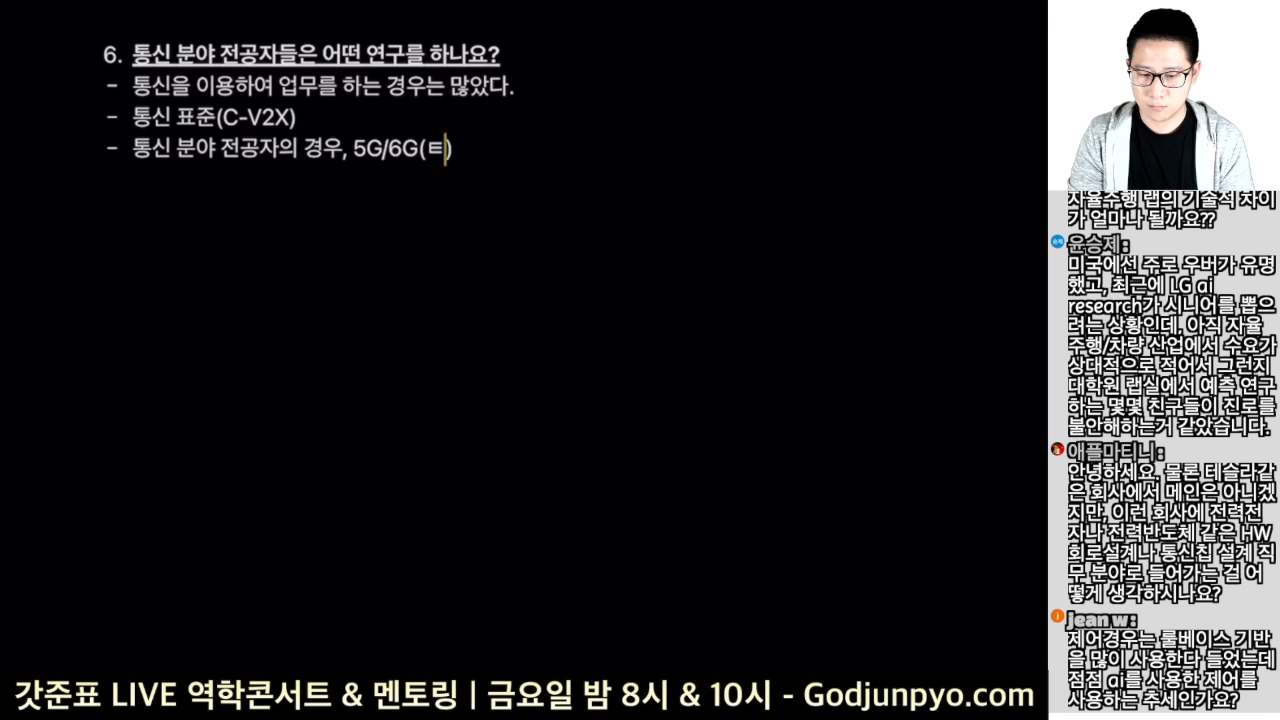 6. 통신 분야 전공자들은 어떤 연구를 하나요?
- 통신을 이용하여 업무를 하는 경우는 많았다.
- 통신 표준(C-V2X)
- 통신 분야 전공자의 경우, 5G/6G(ㅌ)
자율주행 랩의 기술적 차이
가 얼마나 될까요??
윤승제:
미국에선 주로 우버가 유명
했고, 최근에 LG ai
research가 시니어를 뽑으
려는 상황인데, 아직 자율
주행/차량 산업에서 수요가
상대적으로 적어서 그런지
대학원 랩실에서 예측 연구
하는 몇몇 친구들이 진로를
불안해하는거 같았습니다.
애플마티니:
안녕하세요. 물론 테슬라같
은 회사에서 메인은 아니겠
지만, 이런 회사에 전력전
자나 전력반도체 같은 HW
회로설계나 통신칩 설계 직
무 분야로 들어가는 걸 어
떻게 생각하시나요?
j
jean w:
제어경우는 룰베이스 기반
을 많이 사용한다 들었는데
점점 ai를 사용한 제어를
사용하는 추세인가요?
갓준표 LIVE 역학콘서트 & 멘토링 | 금요일 밤 8시 & 10시 - Godjunpyo.com